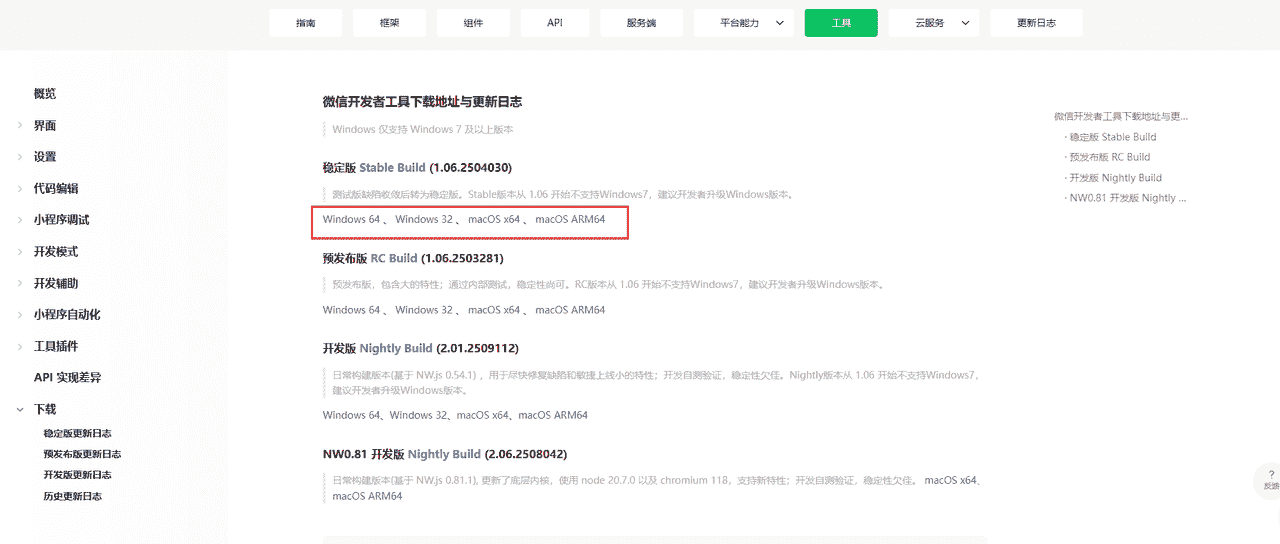 指南 框架 组件 API 服务端 平台能力 工具 云服务 更新日志
概览
界面
设置
代码编辑
小程序调试
开发模式
开发辅助
小程序自动化
工具插件
API 实现差异
下载
稳定版更新日志
预发布版更新日志
开发版更新日志
历史更新日志
微信开发者工具下载地址与更新日志
Windows 仅支持 Windows 7 及以上版本
稳定版 Stable Build (1.06.2504030)
测试版缺陷收敛后转为稳定版。Stable版本从 1.06 开始不支持Windows7，建议开发者升级Windows版本。
Windows 64 、 Windows 32 、 macOS x64 、 macOS ARM64
预发布版 RC Build (1.06.2503281)
预发布版，包含大的特性；通过内部测试，稳定性尚可。RC版本从 1.06 开始不支持Windows7，建议开发者升级Windows版本。
Windows 64 、 Windows 32 、 macOS x64 、 macOS ARM64
开发版 Nightly Build (2.01.2509112)
日常构建版本(基于 NW.js 0.54.1) ，用于尽快修复缺陷和敏捷上线小的特性；开发自测验证，稳定性欠佳。Nightly版本从 1.06 开始不支持Windows7，
建议开发者升级Windows版本。
Windows 64、Windows 32、macOS x64、macOS ARM64
NW0.81 开发版 Nightly Build (2.06.2508042)
日常构建版本(基于 NW.js 0.81.1), 更新了底层内核，使用 node 20.7.0 以及 chromium 118，支持新特性；开发自测验证，稳定性欠佳。 macOS x64、
macOS ARM64
微信开发者工具下载地址与更...
· 稳定版 Stable Build
· 预发布版 RC Build
· 开发版 Nightly Build
· NW0.81 开发版 Nightly ...
?
反馈